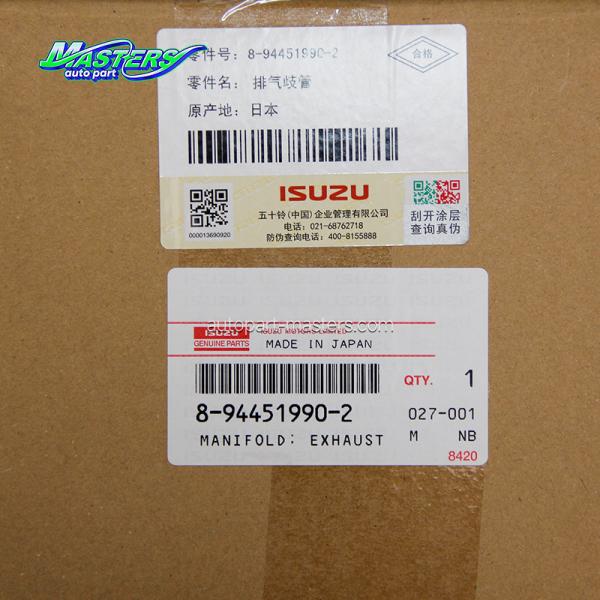 MASTERS
auto part
零件号: 8-94451990-2
合格
零件名: 排气歧管
原产地: 日本
ISUZU
000013690920
五十铃(中国)企业管理有限公司
电话: 021-68762718
防伪查询电话: 400-8155888
刮开涂层
查询真伪
autopart-masters.com
ISUZU ISUZU MOTORS LIMITED
GENUINE PARTS MADE IN JAPAN
QTY. 1
8-94451990-2 027-001
MANIFOLD; EXHAUST M NB
8420